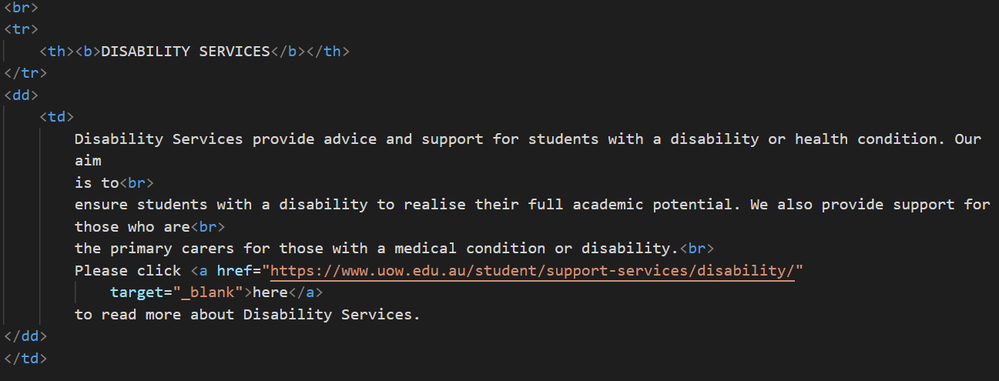 <br>
<tr>
<th><b>DISABILITY SERVICES</b></th>
</tr>
<dd>
<td>
Disability Services provide advice and support for students with a disability or health condition. Our
aim
is to<br>
ensure students with a disability to realise their full academic potential. We also provide support for
those who are<br>
the primary carers for those with a medical condition or disability.<br>
Please click <a href="https://www.uow.edu.au/student/support-services/disability/"
target="_blank">here</a>
to read more about Disability Services.
</dd>
</td>